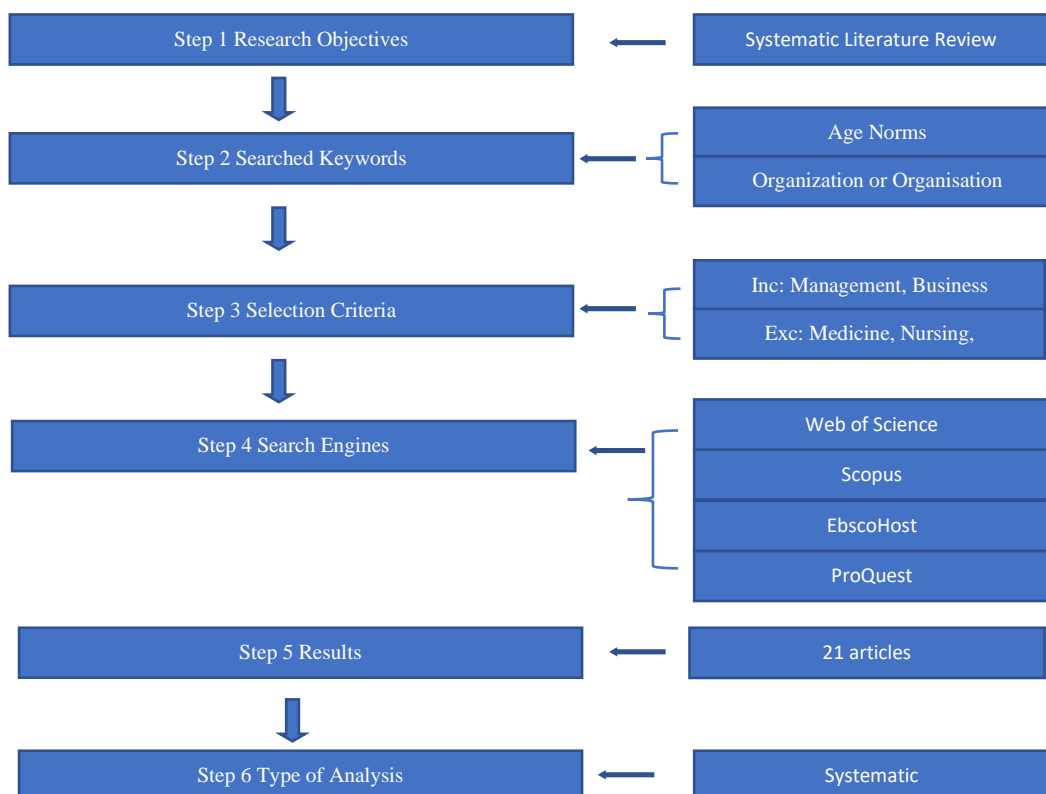 Step 1 Research Objectives
Systematic Literature Review
Step 2 Searched Keywords
Age Norms
Organization or Organisation
Step 3 Selection Criteria
Inc: Management, Business
Exc: Medicine, Nursing,
Step 4 Search Engines
Web of Science
Scopus
EbscoHost
ProQuest
Step 5 Results
21 articles
Step 6 Type of Analysis
Systematic